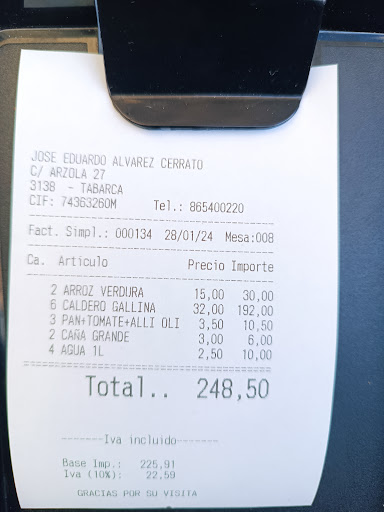 JOSE EDUARDO ALVAREZ CERRATO
C/ ARZOLA 27
3138 - TABARCA
CIF: 74363260M Tel.: 865400220
Fact. Simpl.: 000134 28/01/24 Mesa:008
Ca. Articulo Precio Importe
2 ARROZ VERDURA 15,00 30,00
6 CALDERO GALLINA 32,00 192,00
3 PAN+TOMATE+ALLI OLI 3,50 10,50
2 CAÑA GRANDE 3,00 6,00
4 AGUA 1L 2,50 10,00
Total.. 248,50
-------Iva incluido-------
Base Imp.: 225,91
Iva (10%): 22,59
GRACIAS POR SU VISITA